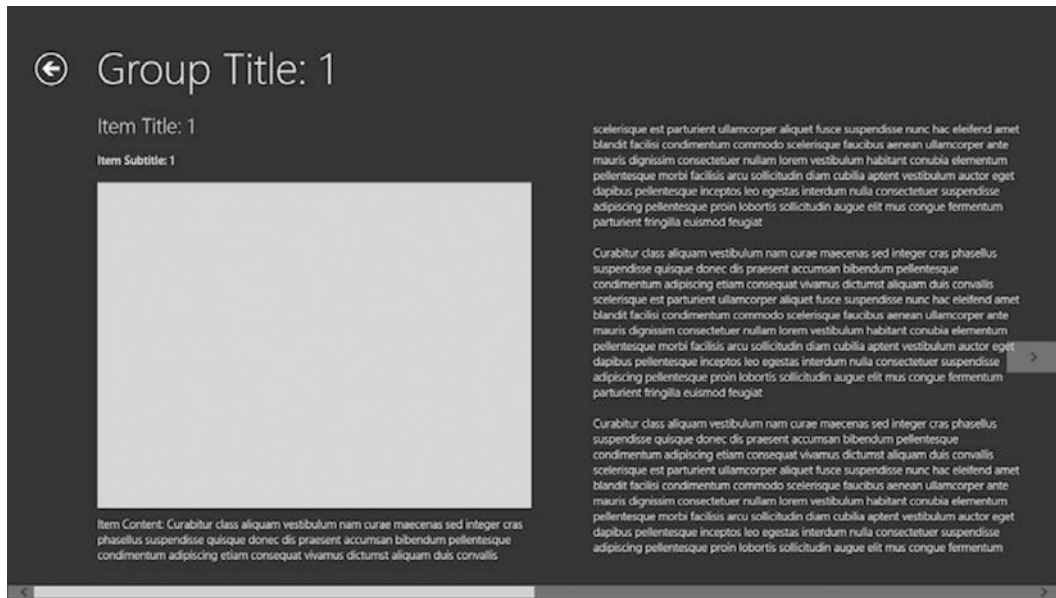 Group Title: 1
Item Title: 1
Item Subtitle: 1
Item Content: Curabitur class aliquam vestibulum nam curae maecenas sed integer cras
phasellus suspendisse quisque donec dis praesent accumsan bibendum pellentesque
condimentum adipiscing etiam consequat vivamus dictumst aliquam duis convallis
scelerisque est parturient ullamcorper aliquet fusce suspendisse nunc hac eleifend amet
blandit facilisi condimentum commodo scelerisque faucibus aenean ullamcorper ante
mauris dignissim consectetuer nullam lorem vestibulum habitant conubia elementum
pellentesque morbi facilisis arcu sollicitudin diam cubilia aptent vestibulum auctor eget
dapibus pellentesque inceptos leo egestas interdum nulla consectetuer suspendisse
adipiscing pellentesque proin lobortis sollicitudin augue elit mus congue fermentum
parturient fringilla euismod feugiat
Curabitur class aliquam vestibulum nam curae maecenas sed integer cras phasellus
suspendisse quisque donec dis praesent accumsan bibendum pellentesque
condimentum adipiscing etiam consequat vivamus dictumst aliquam duis convallis
scelerisque est parturient ullamcorper aliquet fusce suspendisse nunc hac eleifend amet
blandit facilisi condimentum commodo scelerisque faucibus aenean ullamcorper ante
mauris dignissim consectetuer nullam lorem vestibulum habitant conubia elementum
pellentesque morbi facilisis arcu sollicitudin diam cubilia aptent vestibulum auctor eget
dapibus pellentesque inceptos leo egestas interdum nulla consectetuer suspendisse
adipiscing pellentesque proin lobortis sollicitudin augue elit mus congue fermentum
parturient fringilla euismod feugiat
Curabitur class aliquam vestibulum nam curae maecenas sed integer cras phasellus
suspendisse quisque donec dis praesent accumsan bibendum pellentesque
condimentum adipiscing etiam consequat vivamus dictumst aliquam duis convallis
scelerisque est parturient ullamcorper aliquet fusce suspendisse nunc hac eleifend amet
blandit facilisi condimentum commodo scelerisque faucibus aenean ullamcorper ante
mauris dignissim consectetuer nullam lorem vestibulum habitant conubia elementum
pellentesque morbi facilisis arcu sollicitudin diam cubilia aptent vestibulum auctor eget
dapibus pellentesque inceptos leo egestas interdum nulla consectetuer suspendisse
adipiscing pellentesque proin lobortis sollicitudin augue elit mus congue fermentum